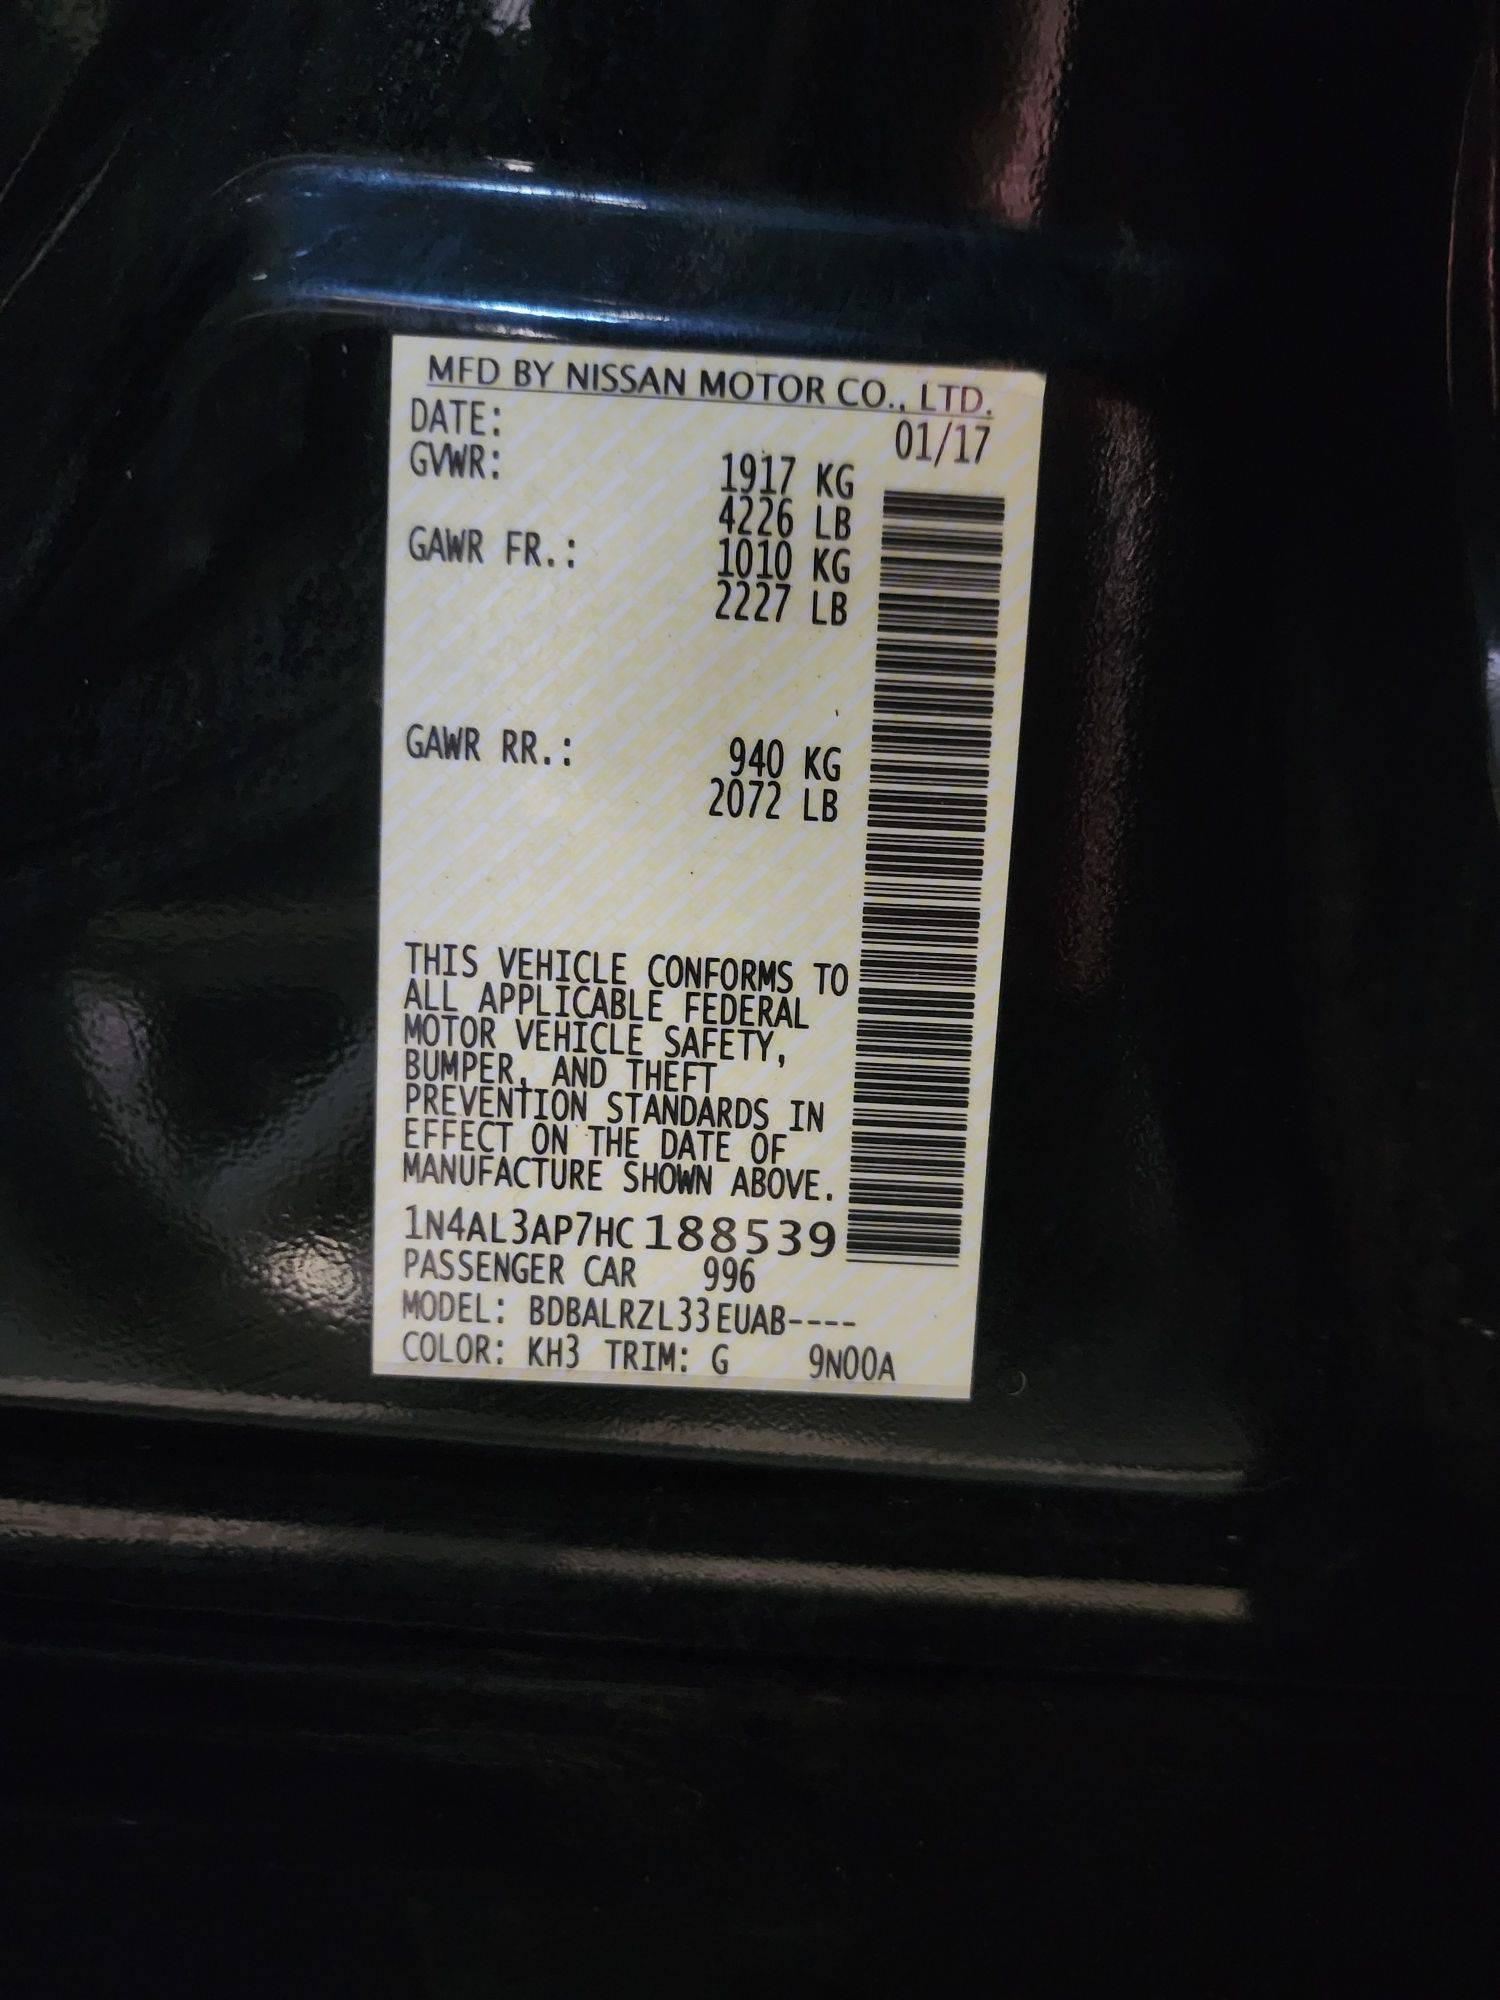 MFD BY NISSAN MOTOR CO., LTD.
DATE: 01/17
GVWR: 1917 KG
4226 LB
GAWR FR.: 1010 KG
2227 LB
GAWR RR.: 940 KG
2072 LB
THIS VEHICLE CONFORMS TO
ALL APPLICABLE FEDERAL
MOTOR VEHICLE SAFETY,
BUMPER, AND THEFT
PREVENTION STANDARDS IN
EFFECT ON THE DATE OF
MANUFACTURE SHOWN ABOVE.
1N4AL3AP7HC188539
PASSENGER CAR 996
MODEL: BDBALRZL33EUAB----
COLOR: KH3 TRIM: G 9N00A